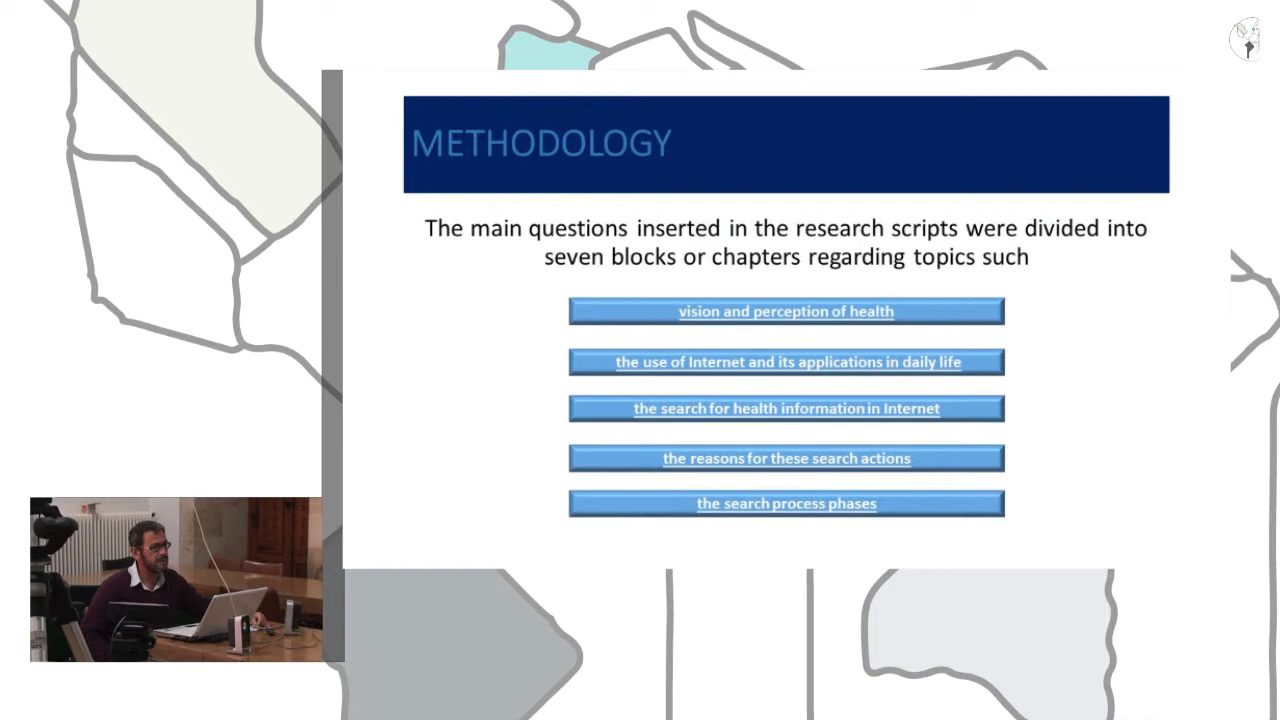 METHODOLOGY
The main questions inserted in the research scripts were divided into
seven blocks or chapters regarding topics such
vision and perception of health
the use of Internet and its applications in daily life
the search for health information in Internet
the reasons for these search actions
the search process phases